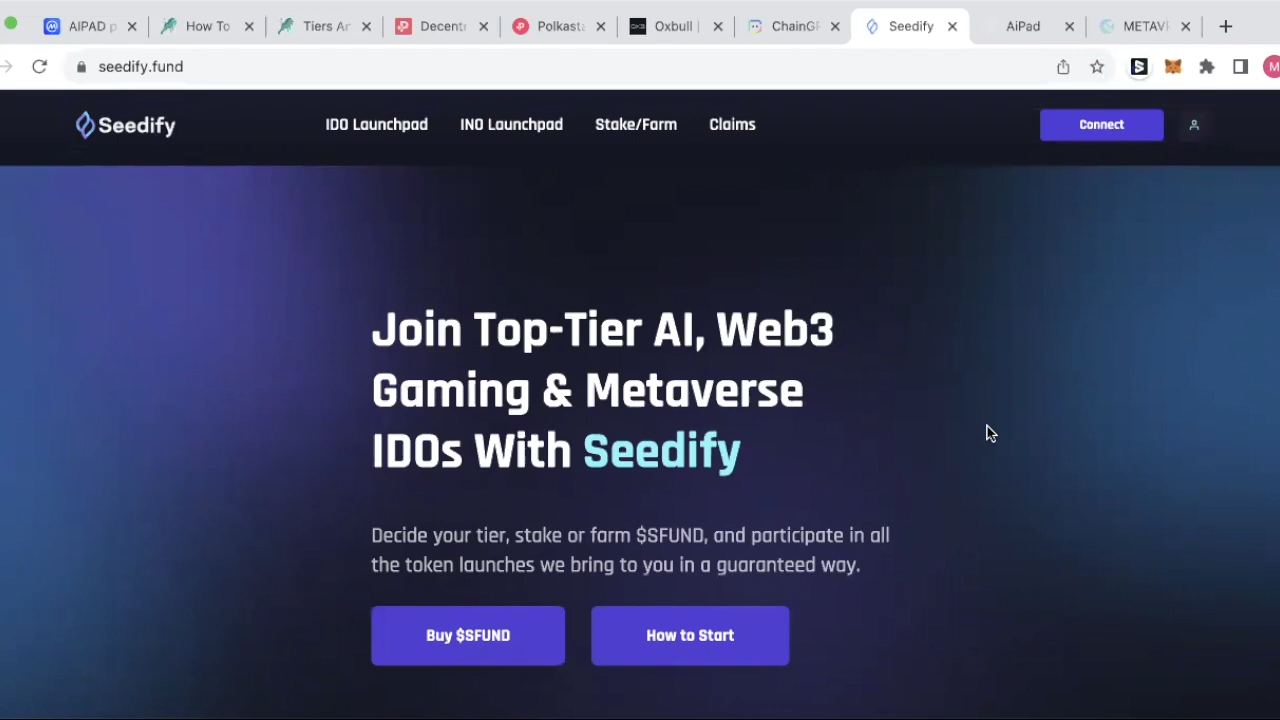 AIPAD p
How To
Tiers Ar
Decentr
Polkasta
Oxbull |
ChainGP
Seedify
AiPad
METAV
seedify.fund
M
Seedify
IDO Launchpad
INO Launchpad
Stake/Farm
Claims
Connect
Join Top-Tier AI, Web3
Gaming & Metaverse
IDOs With Seedify
Decide your tier, stake or farm $SFUND, and participate in all
the token launches we bring to you in a guaranteed way.
Buy $SFUND
How to Start